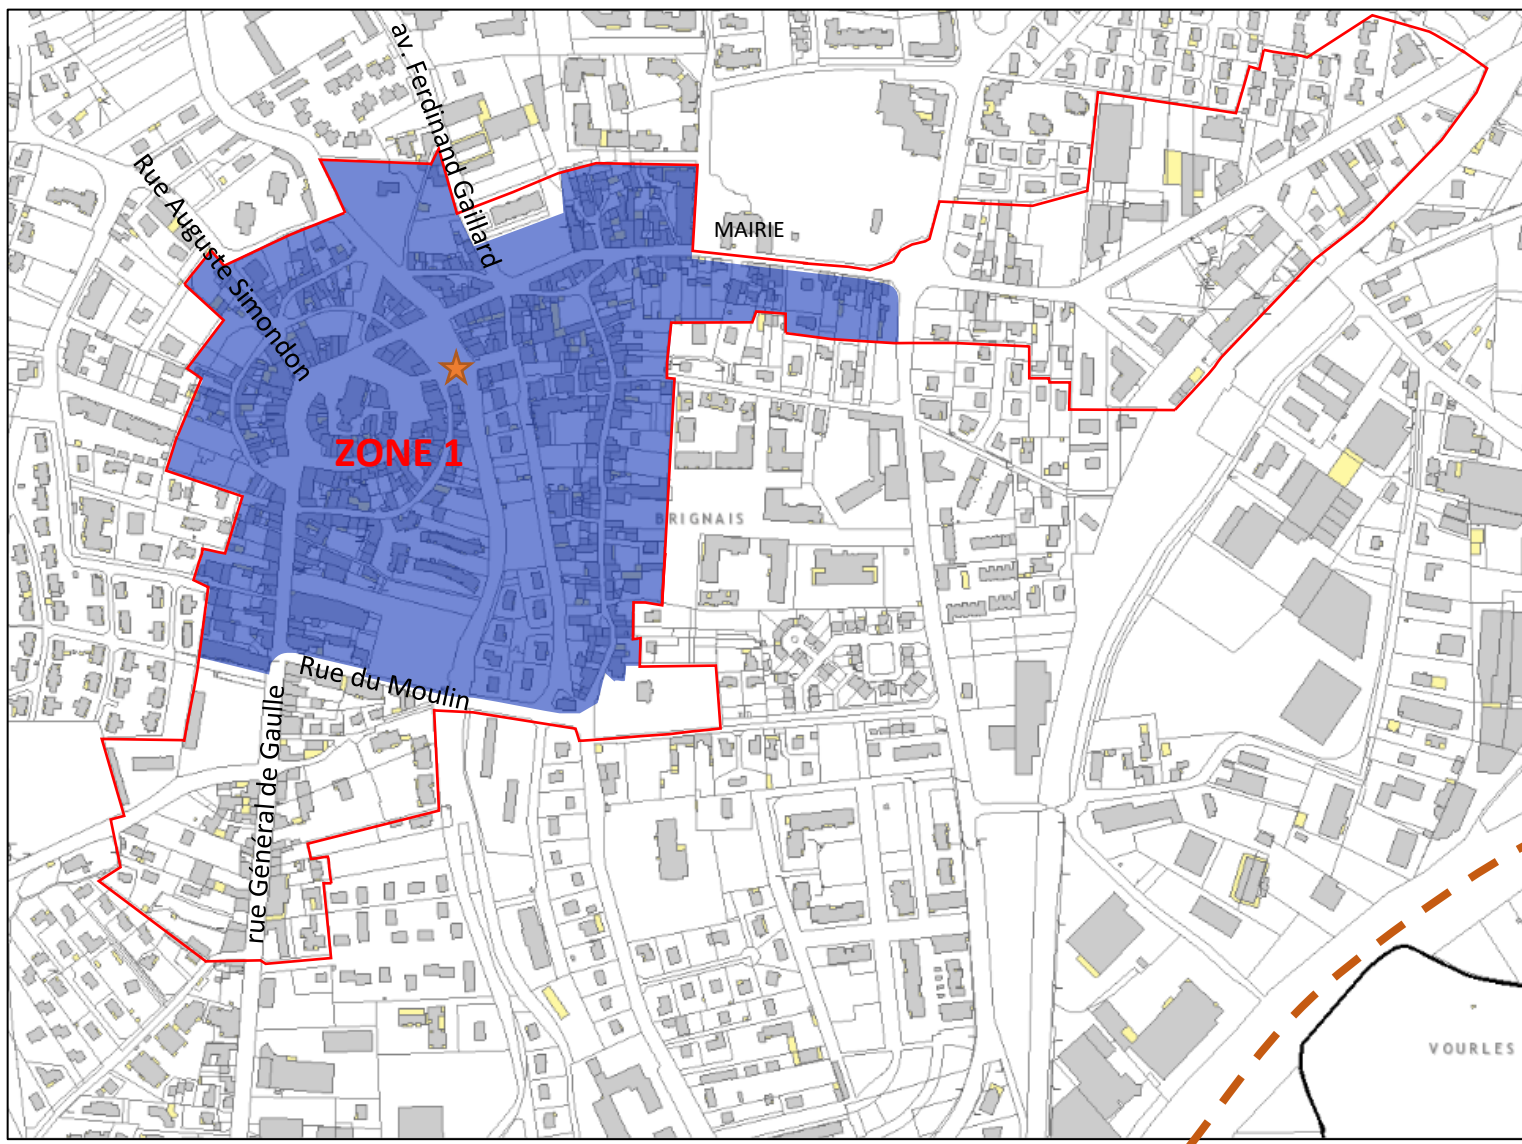 av. Ferdinand Gaillard
Rue Auguste Simondon
MAIRIE
ZONE 1
BRIGNAIS
Rue du Moulin
rue Général de Gaulle
VOURLES